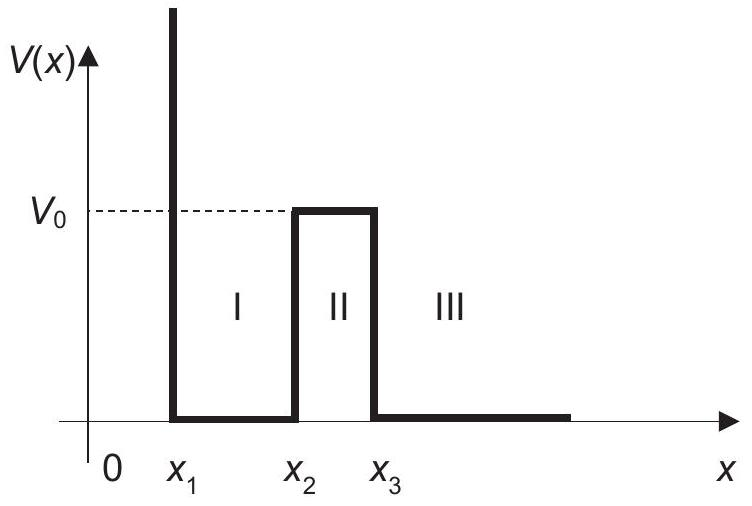 V(x)
V₀
I II III
0 x₁ x₂ x₃ x